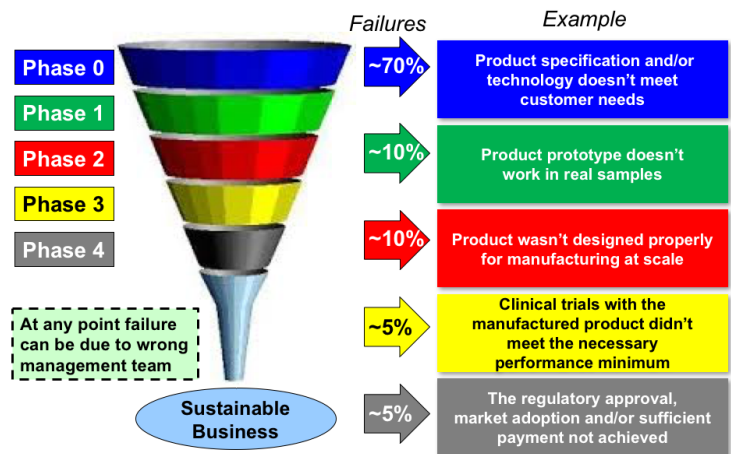 Failures
Example
Phase 0
~70%
Product specification and/or
technology doesn’t meet
customer needs
Phase 1
~10%
Product prototype doesn’t
work in real samples
Phase 2
~10%
Product wasn’t designed properly
for manufacturing at scale
Phase 3
~5%
Clinical trials with the
manufactured product didn’t
meet the necessary
performance minimum
Phase 4
~5%
The regulatory approval,
market adoption and/or sufficient
payment not achieved
At any point failure
can be due to wrong
management team
Sustainable
Business